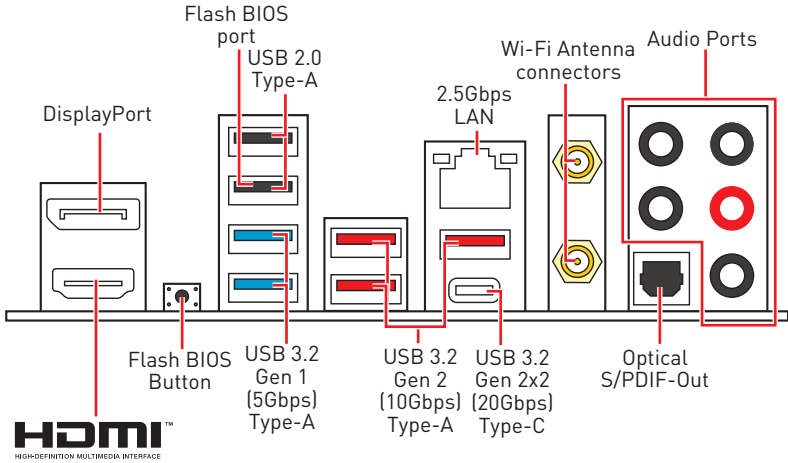 Flash BIOS
port
USB 2.0
Type-A
Wi-Fi Antenna
connectors
Audio Ports
2.5Gbps
LAN
DisplayPort
Flash BIOS
Button
USB 3.2
Gen 1
(5Gbps)
Type-A
USB 3.2
Gen 2
(10Gbps)
Type-A
USB 3.2
Gen 2x2
(20Gbps)
Type-C
Optical
S/PDIF-Out
HDMI™
HIGH-DEFINITION MULTIMEDIA INTERFACE